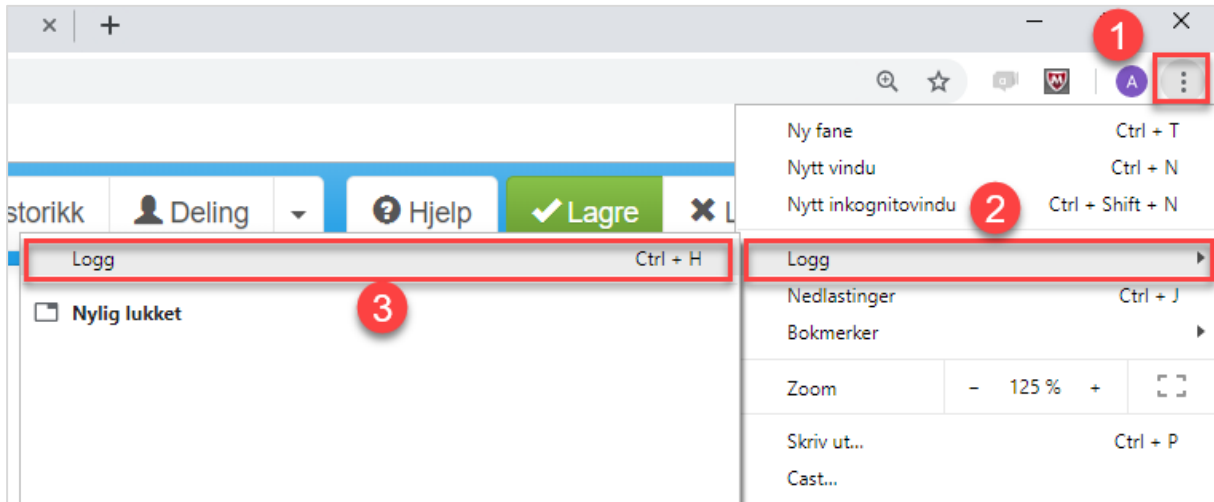 1
A
Ny fane Ctrl + T
Nytt vindu Ctrl + N
Nytt inkognitovindu 2 Ctrl + Shift + N
storikk Deling Hjelp Lagre L
Logg Ctrl + H
Logg
3
Nylig lukket
Nedlastinger Ctrl + J
Bokmerker
Zoom - 125 % +
Skriv ut... Ctrl + P
Cast...